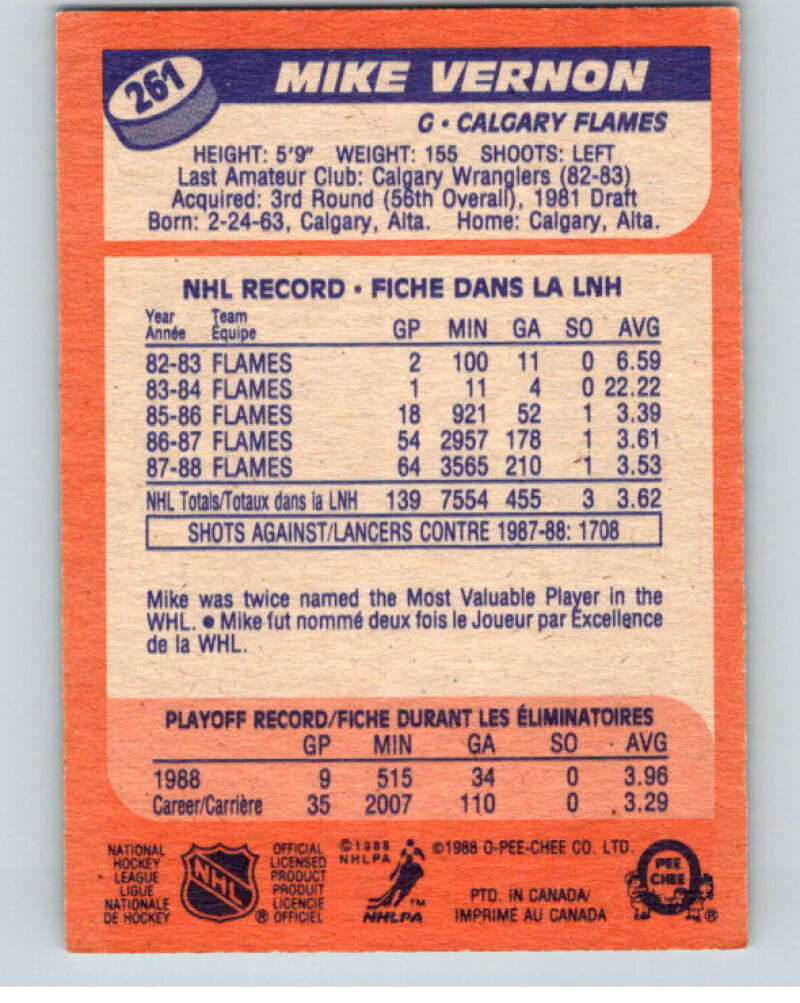 261
MIKE VERNON
G • CALGARY FLAMES
HEIGHT: 5'9" WEIGHT: 155 SHOOTS: LEFT
Last Amateur Club: Calgary Wranglers (82-83)
Acquired: 3rd Round (56th Overall), 1981 Draft
Born: 2-24-63, Calgary, Alta. Home: Calgary, Alta.
NHL RECORD • FICHE DANS LA LNH
Year Team
Année Équipe GP MIN GA SO AVG
82-83 FLAMES 2 100 11 0 6.59
83-84 FLAMES 1 11 4 0 22.22
85-86 FLAMES 18 921 52 1 3.39
86-87 FLAMES 54 2957 178 1 3.61
87-88 FLAMES 64 3565 210 1 3.53
NHL Totals/Totaux dans la LNH 139 7554 455 3 3.62
SHOTS AGAINST/LANCERS CONTRE 1987-88: 1708
Mike was twice named the Most Valuable Player in the
WHL. • Mike fut nommé deux fois le Joueur par Excellence
de la WHL.
PLAYOFF RECORD/FICHE DURANT LES ÉLIMINATOIRES
GP MIN GA SO AVG
1988 9 515 34 0 3.96
Career/Carrière 35 2007 110 0 3.29
NATIONAL
HOCKEY
LEAGUE
LIGUE
NATIONALE
DE HOCKEY
NHL
®
OFFICIAL
LICENSED
PRODUCT
PRODUIT
LICENCIE
OFFICIEL
©1988
NHLPA
TM
NHLPA
©1988 O-PEE-CHEE CO. LTD.
PTD. IN CANADA/
IMPRIMÉ AU CANADA
PEE
CHEE
®